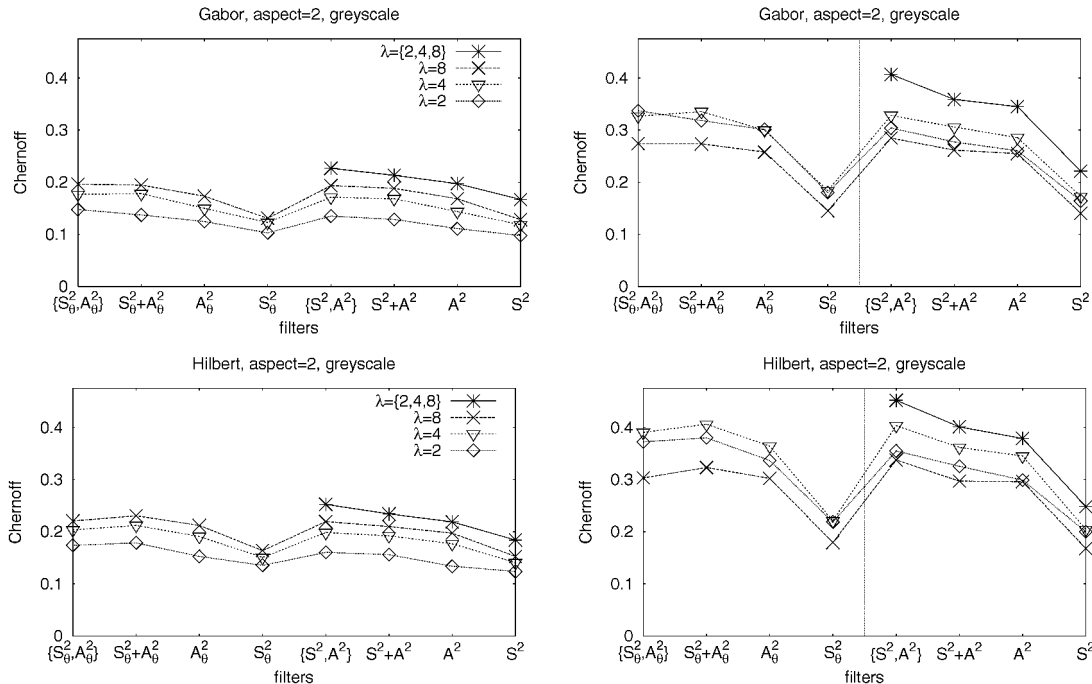 Gabor, aspect=2, greyscale
Chernoff
0.4
0.3
0.2
0.1
0
λ={2,4,8}
λ=8
λ=4
λ=2
{S²θ,A²θ} S²θ+A²θ A²θ S²θ {S²,A²} S²+A² A² S²
filters
Gabor, aspect=2, greyscale
Chernoff
0.4
0.3
0.2
0.1
0
{S²θ,A²θ} S²θ+A²θ A²θ S²θ {S²,A²} S²+A² A² S²
filters
Hilbert, aspect=2, greyscale
Chernoff
0.4
0.3
0.2
0.1
0
λ={2,4,8}
λ=8
λ=4
λ=2
{S²θ,A²θ} S²θ+A²θ A²θ S²θ {S²,A²} S²+A² A² S²
filters
Hilbert, aspect=2, greyscale
Chernoff
0.4
0.3
0.2
0.1
0
{S²θ,A²θ} S²θ+A²θ A²θ S²θ {S²,A²} S²+A² A² S²
filters